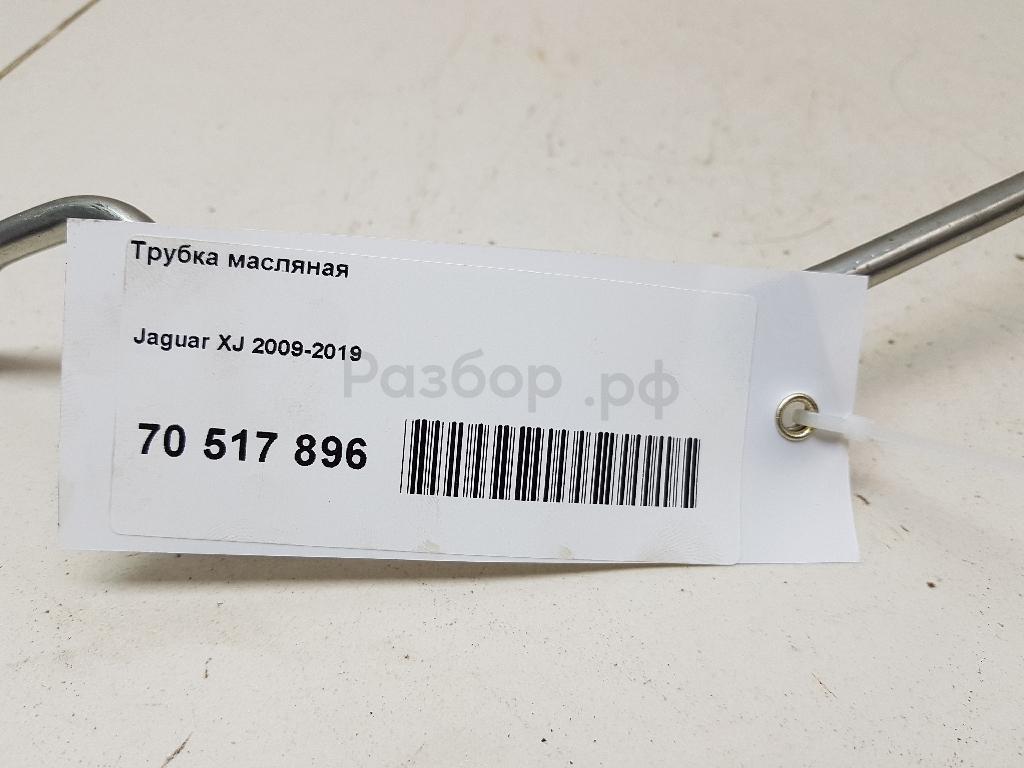 Трубка масляная
Jaguar XJ 2009-2019
Разбор.рф
70 517 896